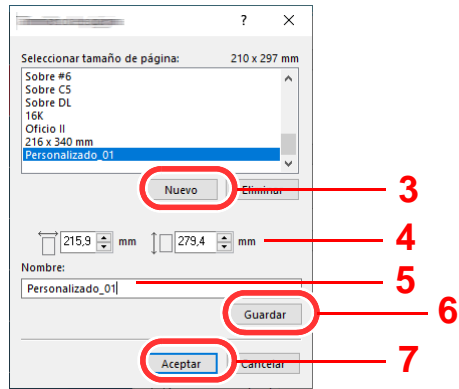 ? ×
Seleccionar tamaño de página: 210 x 297 mm
Sobre #6
Sobre C5
Sobre DL
16K
Oficio II
216 x 340 mm
Personalizado_01
Nuevo Eliminar 3
215,9 mm 279,4 mm 4
Nombre: 5
Personalizado_01
Guardar 6
Aceptar Cancelar 7